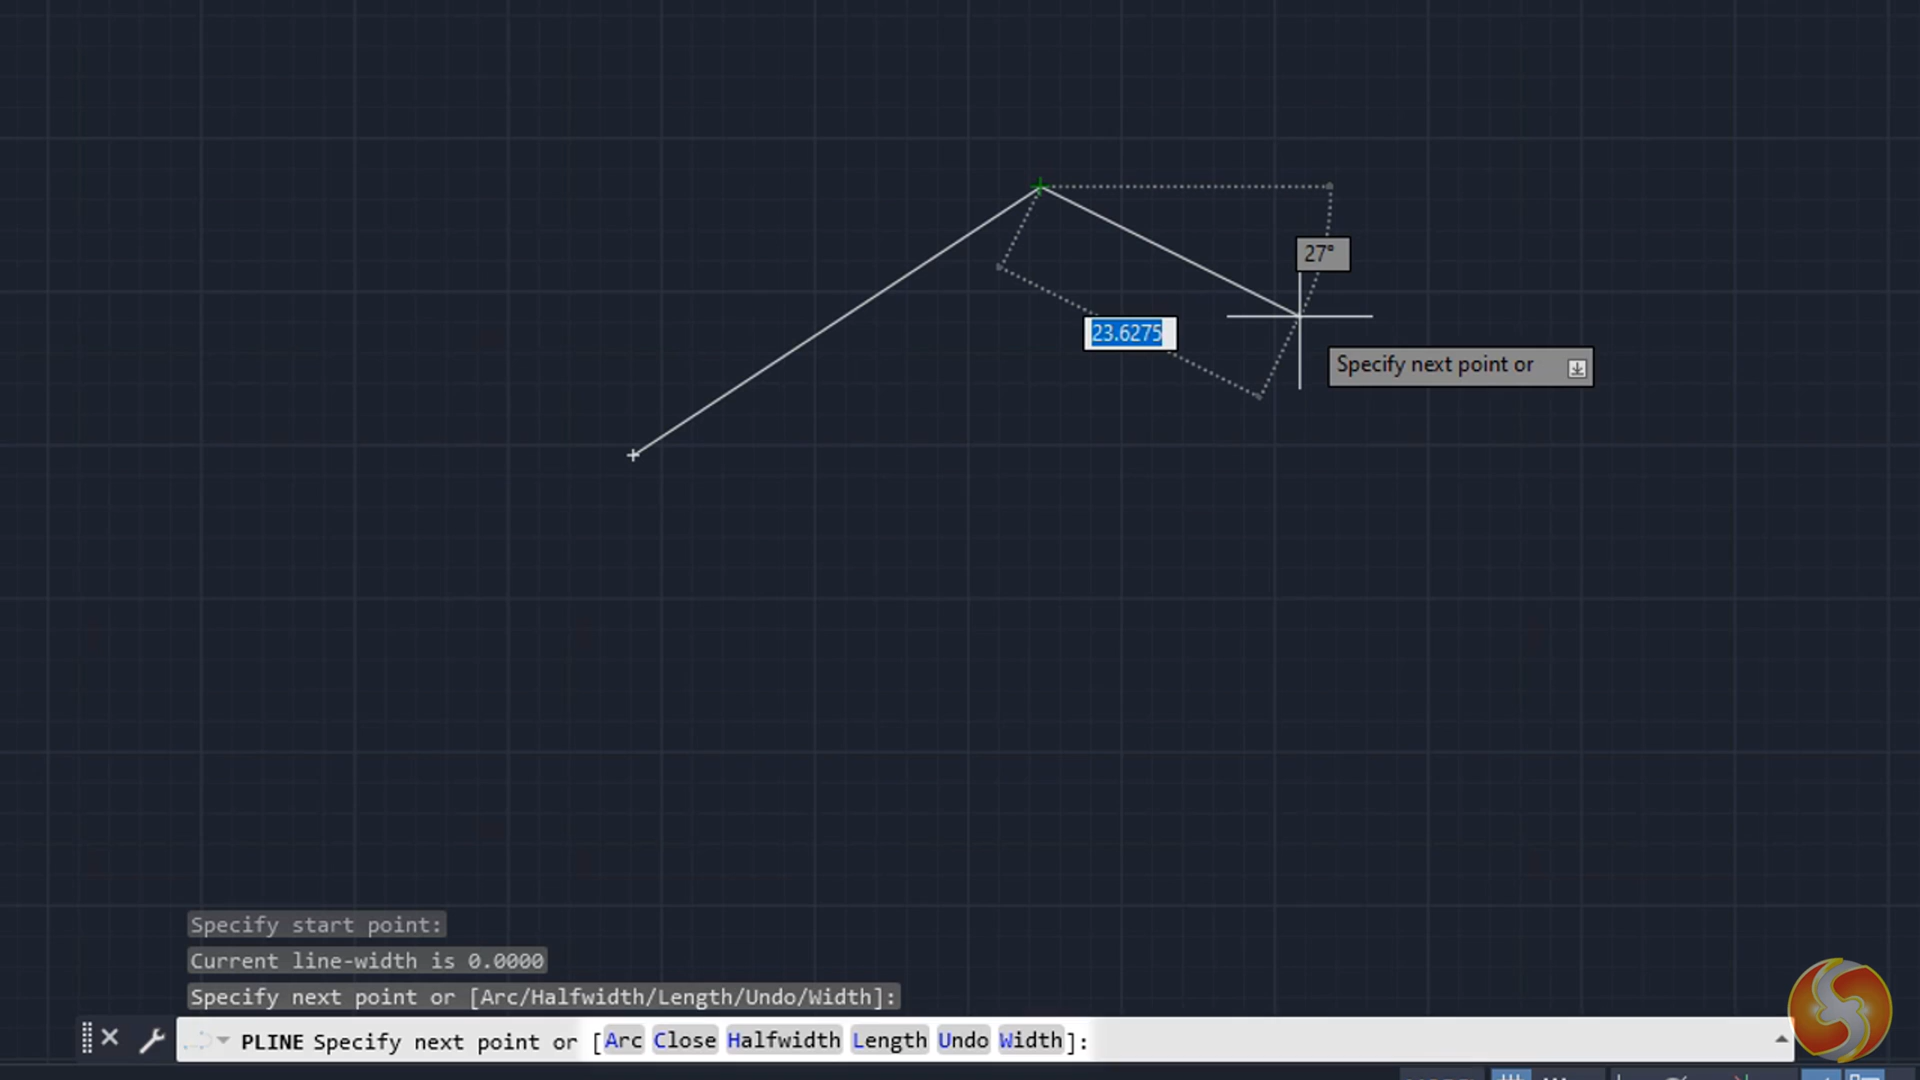 27°
23.6275
Specify next point or
Specify start point:
Current line-width is 0.0000
Specify next point or [Arc/Halfwidth/Length/Undo/Width]:
PLINE Specify next point or [Arc Close Halfwidth Length Undo Width]: